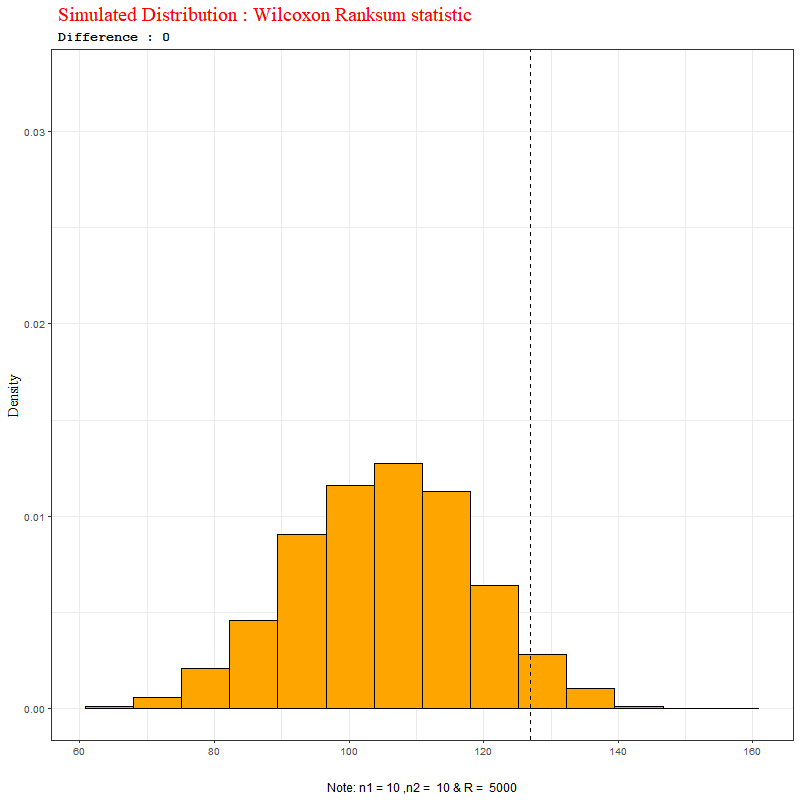 Simulated Distribution : Wilcoxon Ranksum statistic
Difference : 0
0.03
0.02
0.01
0.00
Density
60 80 100 120 140 160
Note: n1 = 10 ,n2 =  10 & R =  5000